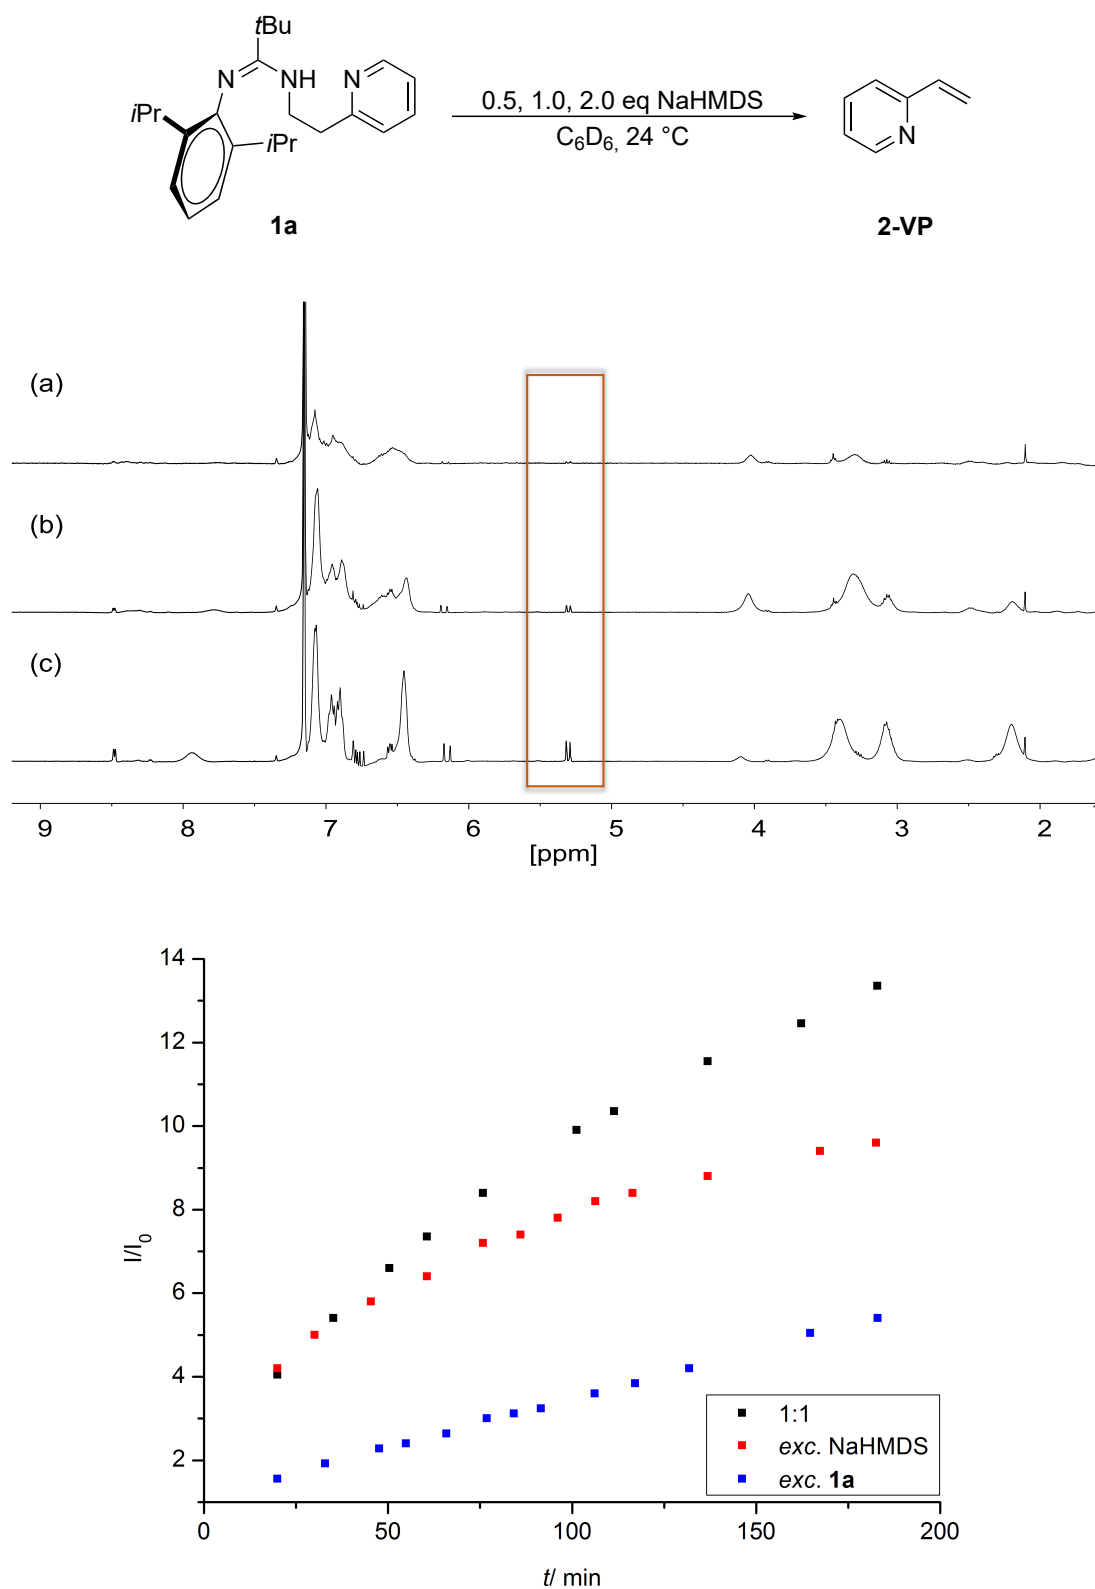 tBu
N
NH
N
iPr
iPr
1a
0.5, 1.0, 2.0 eq NaHMDS
C₆D₆, 24 °C
N
2-VP
(a)
(b)
(c)
9 8 7 6 5 4 3 2
[ppm]
14
12
10
8
6
4
2
I/I₀
0 50 100 150 200
t/ min
1:1
exc. NaHMDS
exc. 1a